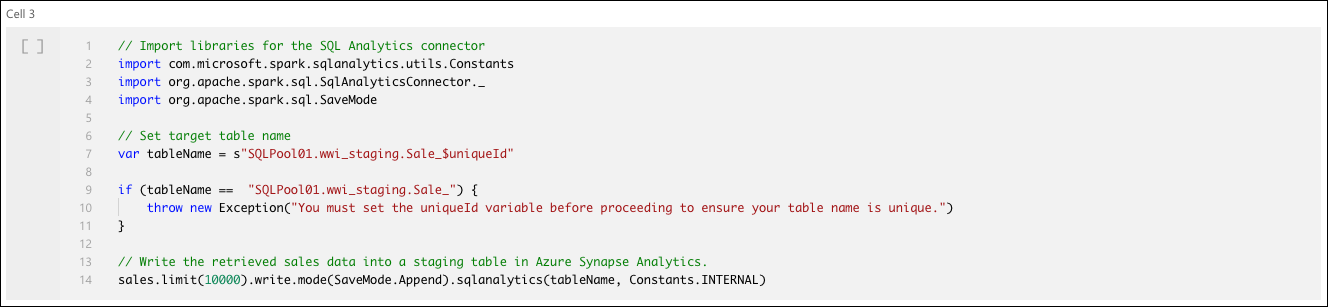 Cell 3
[ ]
1 // Import libraries for the SQL Analytics connector
2 import com.microsoft.spark.sqlanalytics.utils.Constants
3 import org.apache.spark.sql.SqlAnalyticsConnector._
4 import org.apache.spark.sql.SaveMode
5
6 // Set target table name
7 var tableName = s"SQLPool01.wwi_staging.Sale_$uniqueId"
8
9 if (tableName ==  "SQLPool01.wwi_staging.Sale_") {
10     throw new Exception("You must set the uniqueId variable before proceeding to ensure your table name is unique.")
11 }
12
13 // Write the retrieved sales data into a staging table in Azure Synapse Analytics.
14 sales.limit(10000).write.mode(SaveMode.Append).sqlanalytics(tableName, Constants.INTERNAL)